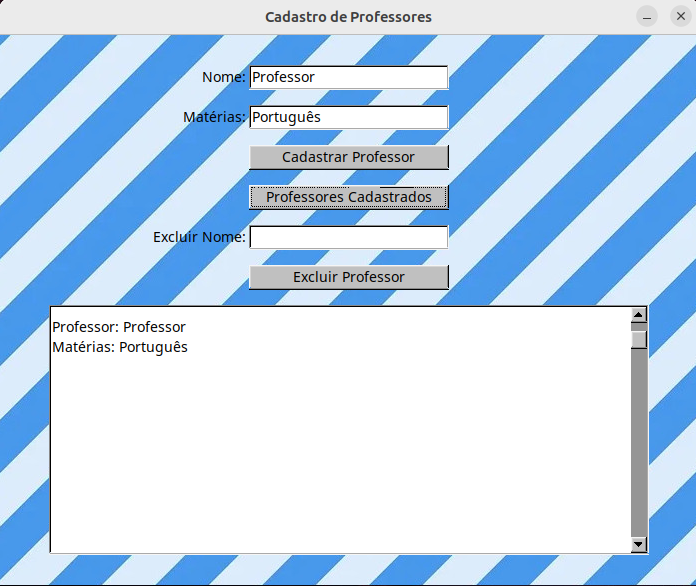 Cadastro de Professores
Nome: Professor
Matérias: Português
Cadastrar Professor
Professores Cadastrados
Excluir Nome:
Excluir Professor
Professor: Professor
Matérias: Português